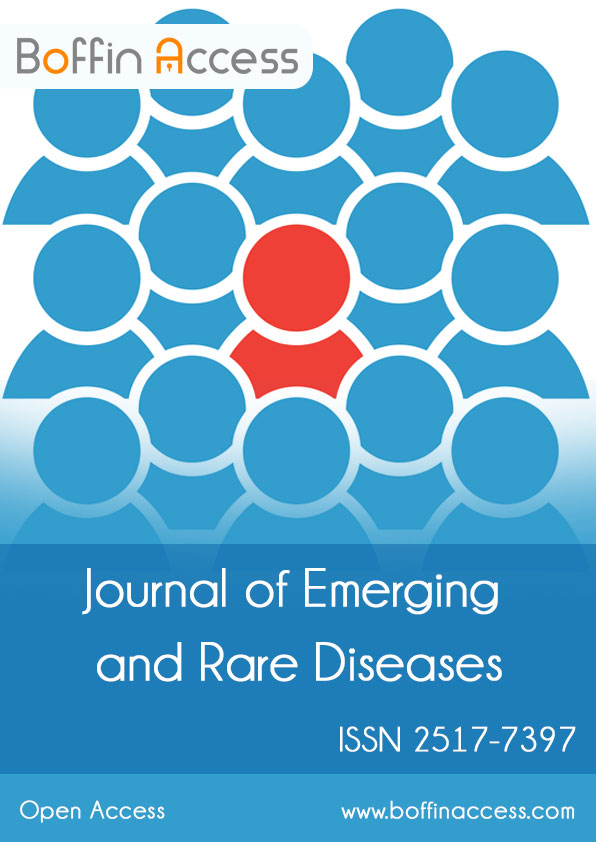 Boffin Access
Journal of Emerging
and Rare Diseases
ISSN 2517-7397
Open Access
www.boffinaccess.com